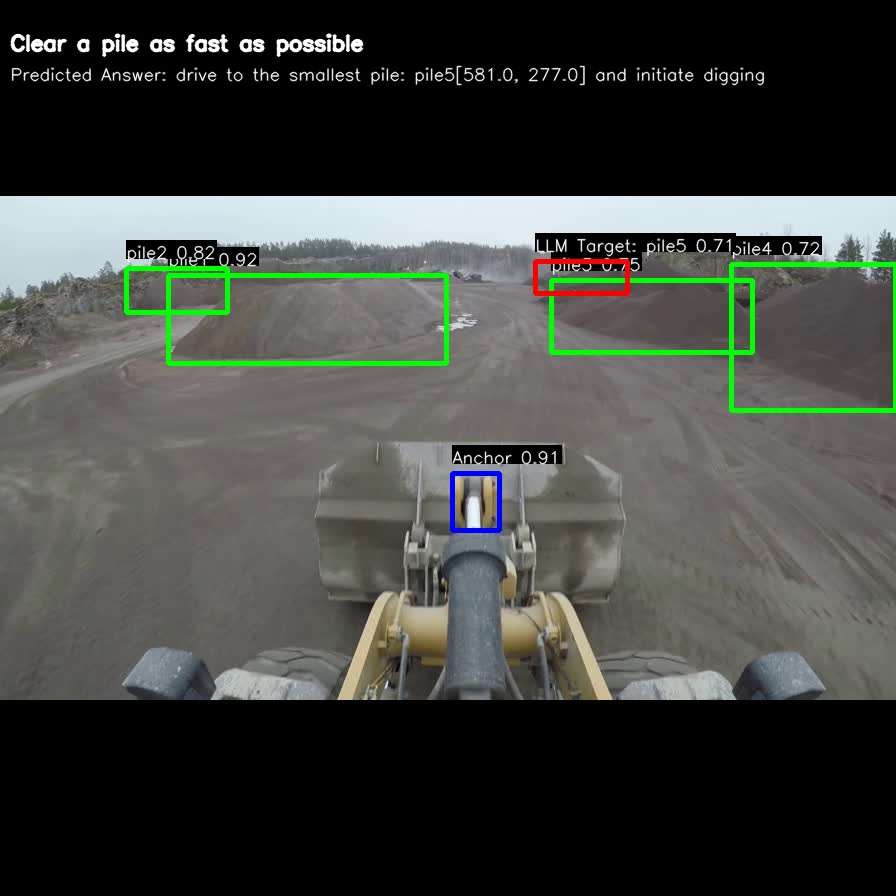 Clear a pile as fast as possible
Predicted Answer: drive to the smallest pile: pile5[581.0, 277.0] and initiate digging
pile2 0.82
pile1 0.92
LLM Target: pile5 0.71
pile4 0.72
pile3 0.75
Anchor 0.91